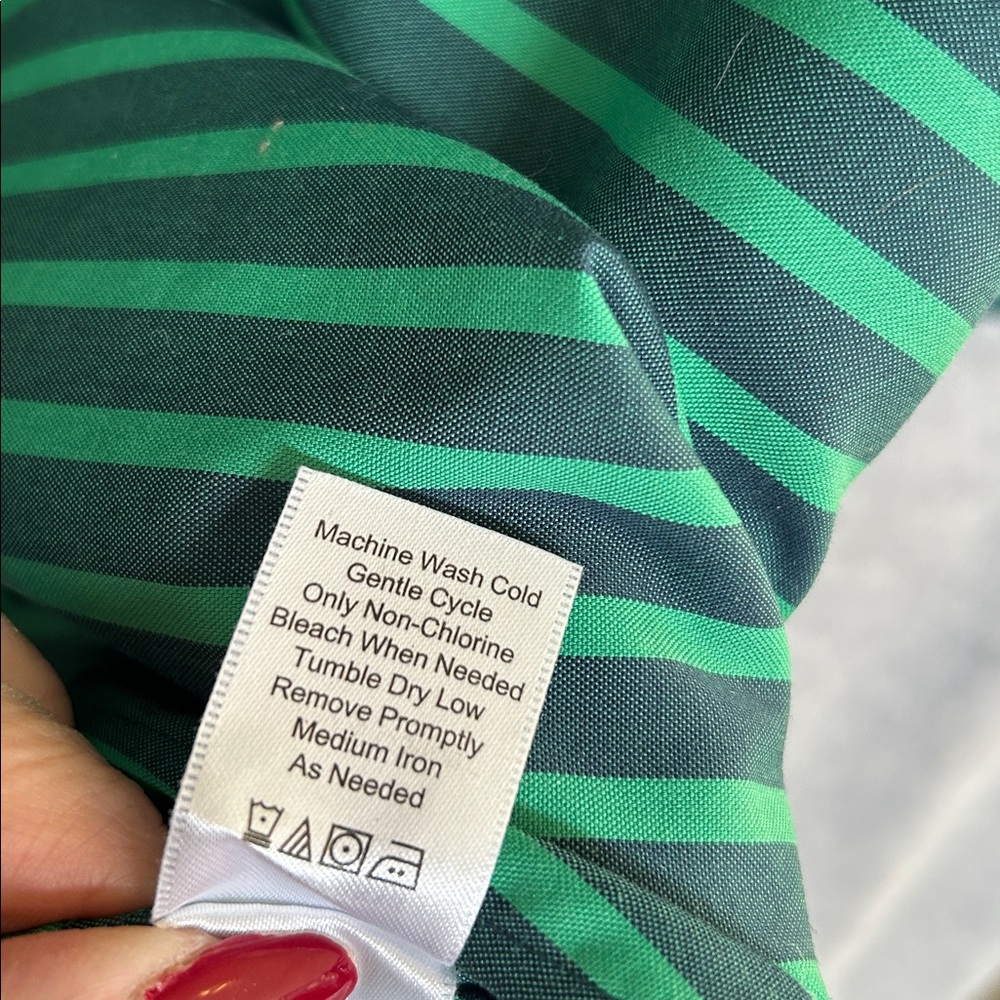 Machine Wash Cold
Gentle Cycle
Only Non-Chlorine
Bleach When Needed
Tumble Dry Low
Remove Promptly
Medium Iron
As Needed